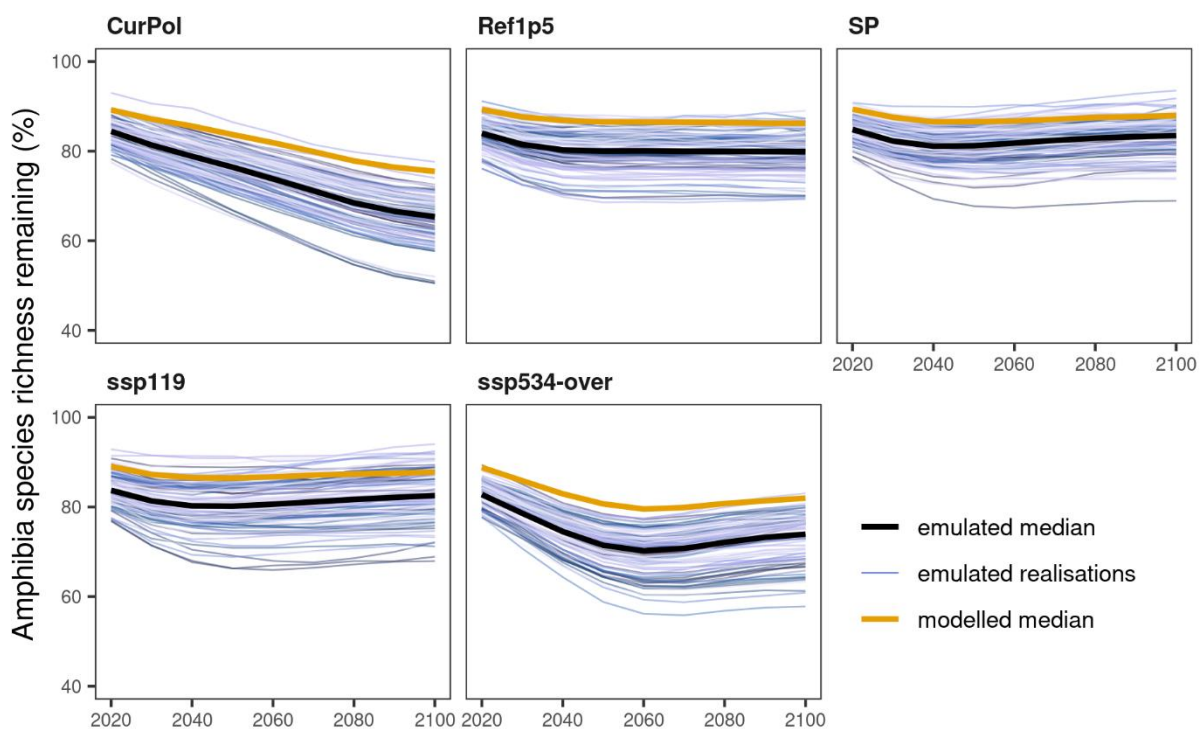 CurPol
Ref1p5
SP
Amphibia species richness remaining (%)
100
80
60
40
2020 2040 2060 2080 2100
ssp119
ssp534-over
100
80
60
40
2020 2040 2060 2080 2100
2020 2040 2060 2080 2100
emulated median
emulated realisations
modelled median